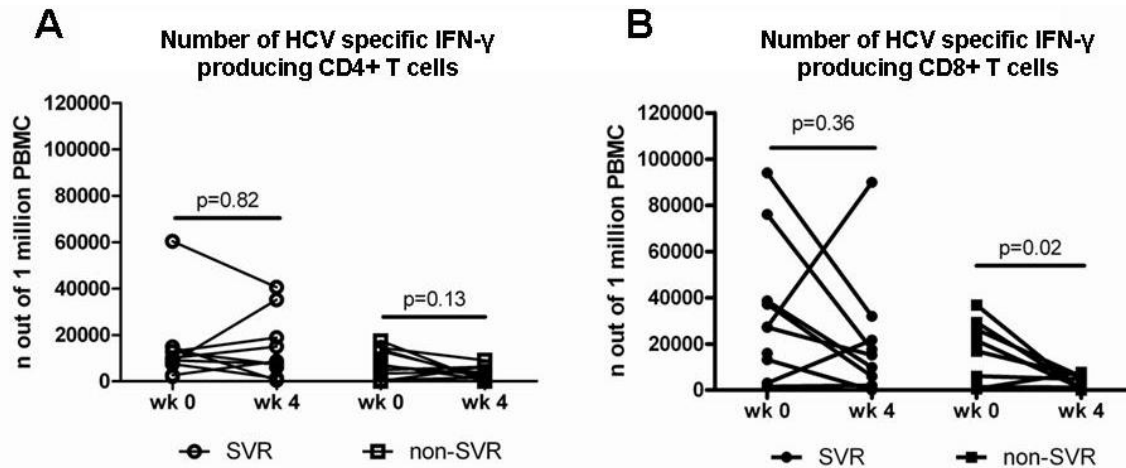 A
Number of HCV specific IFN-γ
producing CD4+ T cells
n out of 1 million PBMC
120000
100000
80000
60000
40000
20000
0
p=0.82
p=0.13
wk 0
wk 4
wk 0
wk 4
SVR
non-SVR
B
Number of HCV specific IFN-γ
producing CD8+ T cells
n out of 1 million PBMC
120000
100000
80000
60000
40000
20000
0
p=0.36
p=0.02
wk 0
wk 4
wk 0
wk 4
SVR
non-SVR